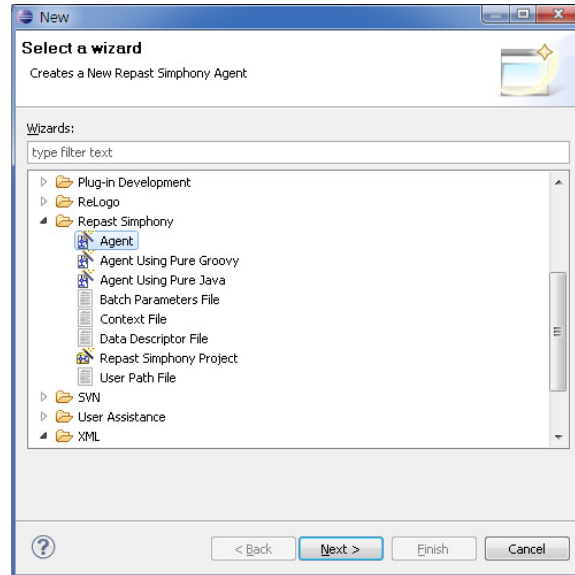 New
Select a wizard
Creates a New Repast Simphony Agent
Wizards:
type filter text
Plug-in Development
ReLogo
Repast Simphony
Agent
Agent Using Pure Groovy
Agent Using Pure Java
Batch Parameters File
Context File
Data Descriptor File
Repast Simphony Project
User Path File
SVN
User Assistance
XML
? < Back Next > Finish Cancel